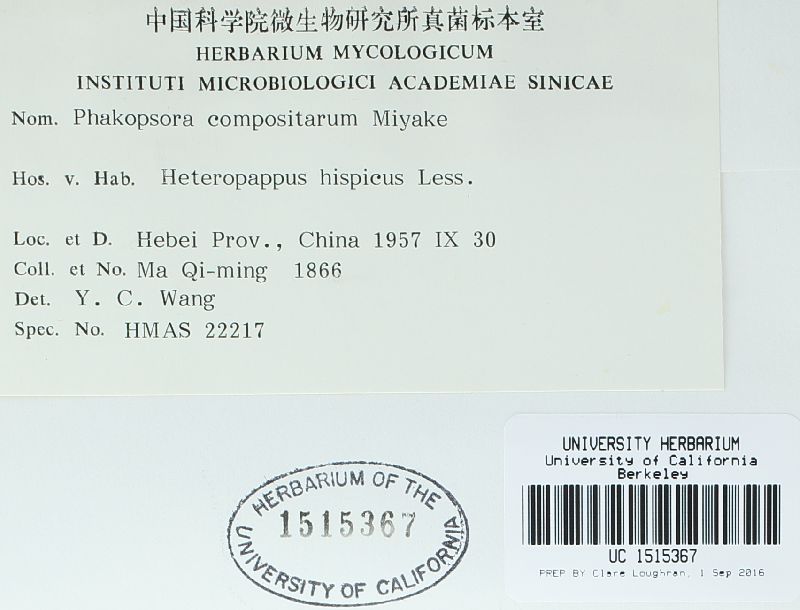 中国科学院微生物研究所真菌标本室
HERBARIUM MYCOLOGICUM
INSTITUTI MICROBIOLOGICI ACADEMIAE SINICAE
Nom. Phakopsora compositarum Miyake
Hos. v. Hab. Heteropappus hispicus Less.
Loc. et D. Hebei Prov., China 1957 IX 30
Coll. et No. Ma Qi-ming 1866
Det. Y. C. Wang
Spec. No. HMAS 22217
HERBARIUM OF THE
1515367
UNIVERSITY OF CALIFORNIA
UNIVERSITY HERBARIUM
University of California
Berkeley
UC 1515367
PREP BY Clare Loughran, 1 Sep 2016